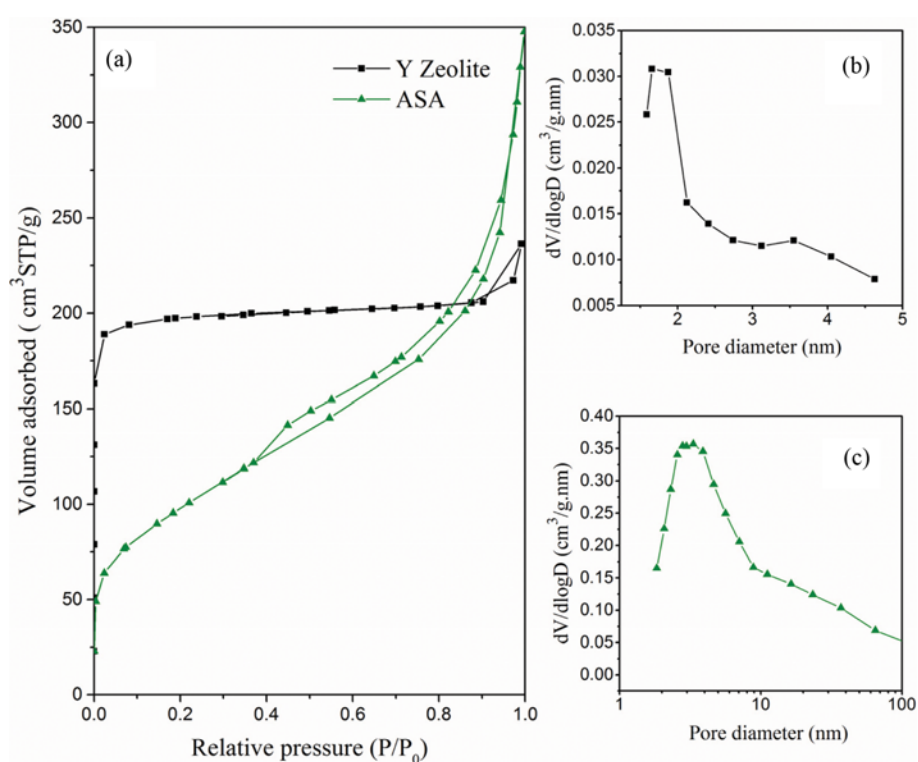 (a)
Y Zeolite
ASA
350
300
250
200
150
100
50
0
0.0 0.2 0.4 0.6 0.8 1.0
Volume adsorbed ( cm³STP/g)
Relative pressure (P/P₀)
(b)
0.035
0.030
0.025
0.020
0.015
0.010
0.005
2 3 4 5
dV/dlogD (cm³/g.nm)
Pore diameter (nm)
(c)
0.40
0.35
0.30
0.25
0.20
0.15
0.10
0.05
0.00
1 10 100
dV/dlogD (cm³/g.nm)
Pore diameter (nm)